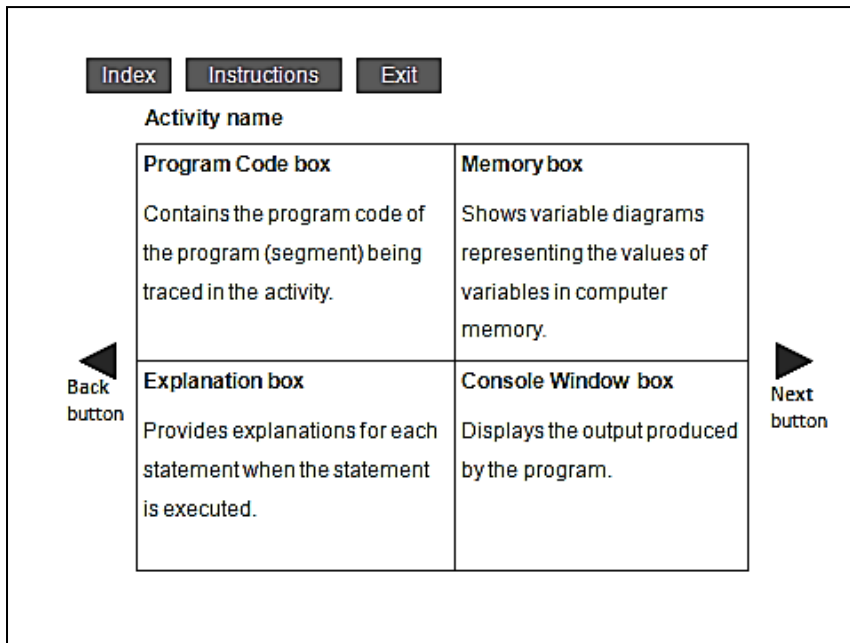 Index Instructions Exit
Activity name
Program Code box
Contains the program code of
the program (segment) being
traced in the activity.
Memory box
Shows variable diagrams
representing the values of
variables in computer
memory.
Back
button
Explanation box
Provides explanations for each
statement when the statement
is executed.
Console Window box
Displays the output produced
by the program.
Next
button